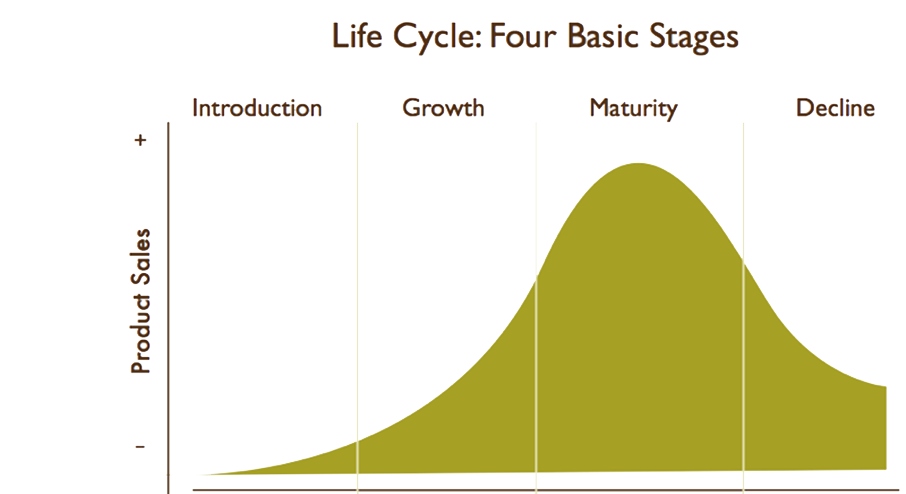 Life Cycle: Four Basic Stages
Introduction Growth Maturity Decline
+
Product Sales
–